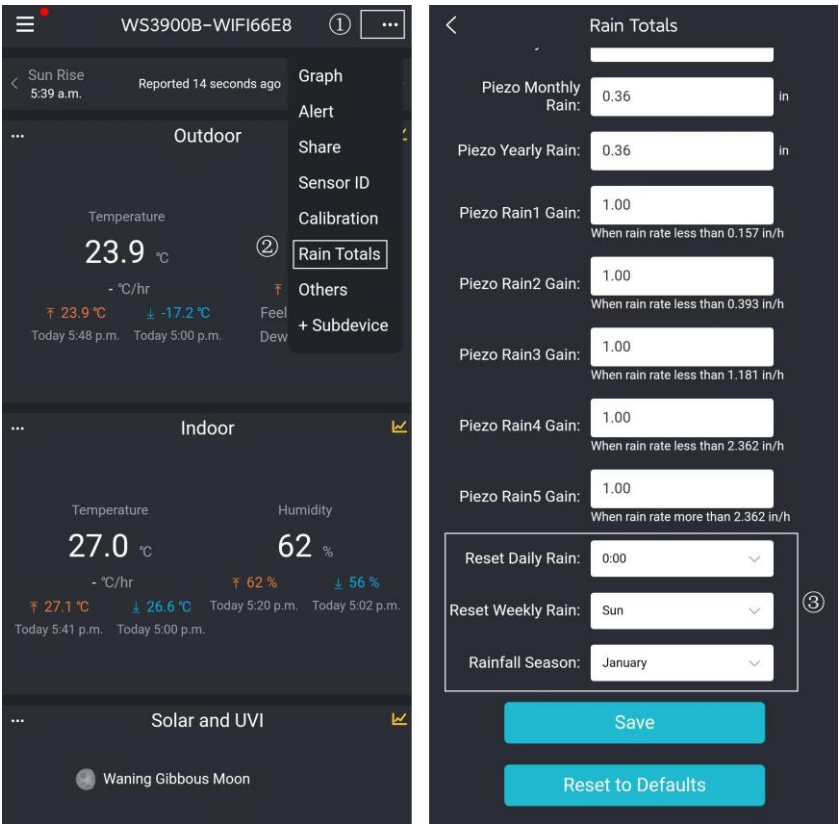 WS3900B-WIFI66E8
①
...
Sun Rise
5:39 a.m.
Reported 14 seconds ago
Graph
Alert
Share
Sensor ID
Calibration
② Rain Totals
Others
+ Subdevice
Outdoor
Temperature
23.9 ℃
- ℃/hr
23.9 ℃
-17.2 ℃
Feel
Today 5:48 p.m.
Today 5:00 p.m.
Dew
Indoor
Temperature
Humidity
27.0 ℃
62 %
- ℃/hr
62 %
56 %
27.1 ℃
26.6 ℃
Today 5:20 p.m.
Today 5:02 p.m.
Today 5:41 p.m.
Today 5:00 p.m.
Solar and UVI
Waning Gibbous Moon
Rain Totals
Piezo Monthly
Rain:
0.36
in
Piezo Yearly Rain:
0.36
in
Piezo Rain1 Gain:
1.00
When rain rate less than 0.157 in/h
Piezo Rain2 Gain:
1.00
When rain rate less than 0.393 in/h
Piezo Rain3 Gain:
1.00
When rain rate less than 1.181 in/h
Piezo Rain4 Gain:
1.00
When rain rate less than 2.362 in/h
Piezo Rain5 Gain:
1.00
When rain rate more than 2.362 in/h
Reset Daily Rain:
0:00
Reset Weekly Rain:
Sun
③
Rainfall Season:
January
Save
Reset to Defaults